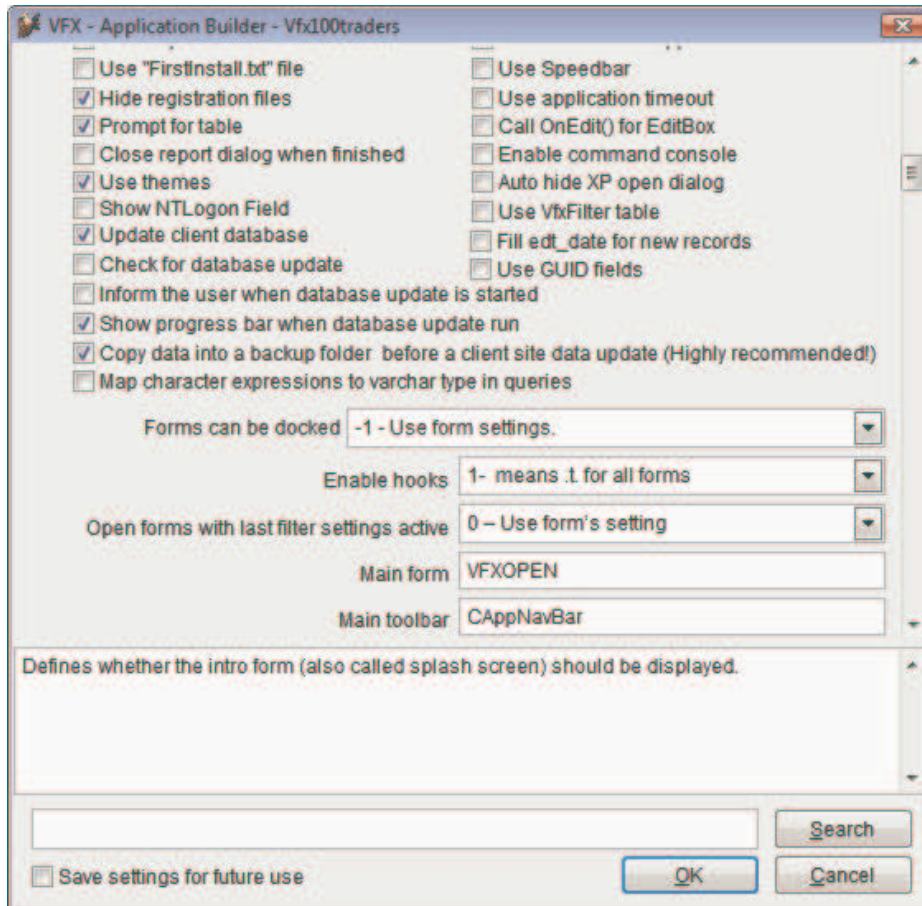 VFX - Application Builder - Vfx100traders
Use "FirstInstall.txt" file
Use Speedbar
Hide registration files
Use application timeout
Prompt for table
Call OnEdit() for EditBox
Close report dialog when finished
Enable command console
Use themes
Auto hide XP open dialog
Show NTLogon Field
Use VfxFilter table
Update client database
Fill edt_date for new records
Check for database update
Use GUID fields
Inform the user when database update is started
Show progress bar when database update run
Copy data into a backup folder before a client site data update (Highly recommended!)
Map character expressions to varchar type in queries
Forms can be docked -1 - Use form settings.
Enable hooks 1- means .t. for all forms
Open forms with last filter settings active 0 – Use form's setting
Main form VFXOPEN
Main toolbar CAppNavBar
Defines whether the intro form (also called splash screen) should be displayed.
Search
Save settings for future use OK Cancel